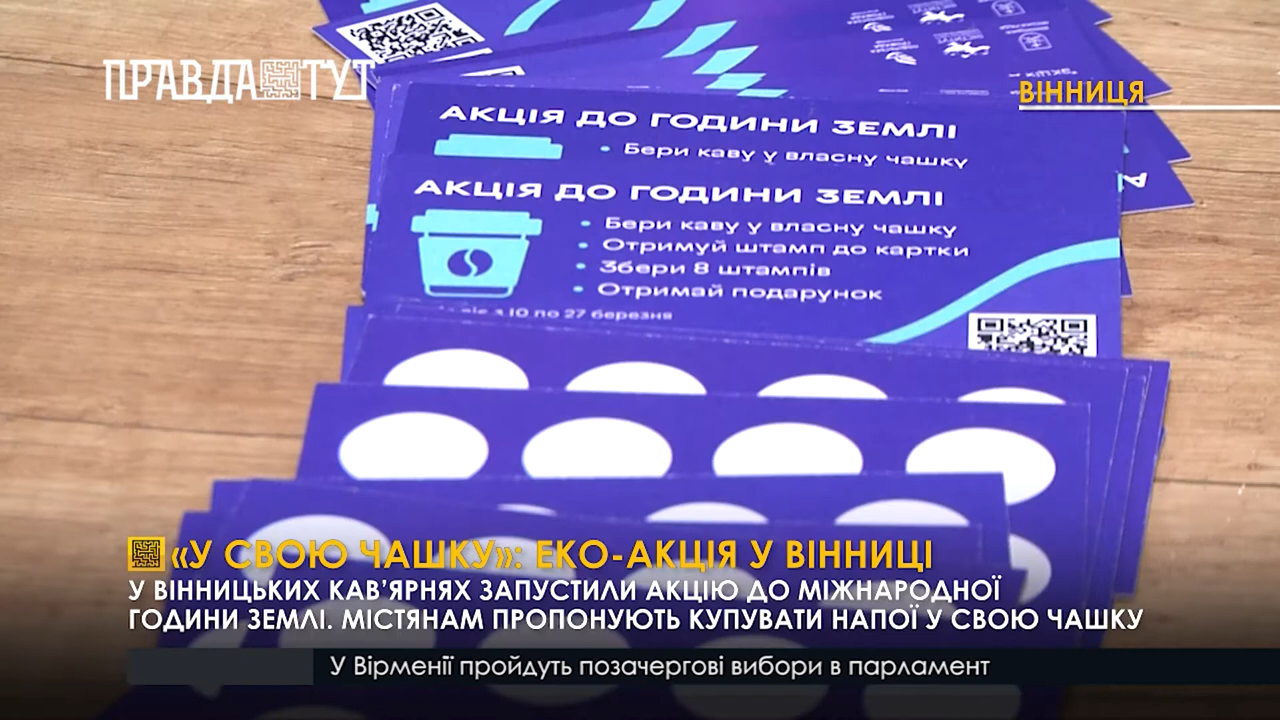 ПРАВДА ТУТ
ВІННИЦЯ
АКЦІЯ ДО ГОДИНИ ЗЕМЛІ
• Бери каву у власну чашку
АКЦІЯ ДО ГОДИНИ ЗЕМЛІ
• Бери каву у власну чашку
• Отримуй штамп до картки
• Збери 8 штампів
• Отримай подарунок
діє з 10 по 27 березня
«У СВОЮ ЧАШКУ»: ЕКО-АКЦІЯ У ВІННИЦІ
У ВІННИЦЬКИХ КАВ’ЯРНЯХ ЗАПУСТИЛИ АКЦІЮ ДО МІЖНАРОДНОЇ
ГОДИНИ ЗЕМЛІ. МІСТЯНАМ ПРОПОНУЮТЬ КУПУВАТИ НАПОЇ У СВОЮ ЧАШКУ
У Вірменії пройдуть позачергові вибори в парламент